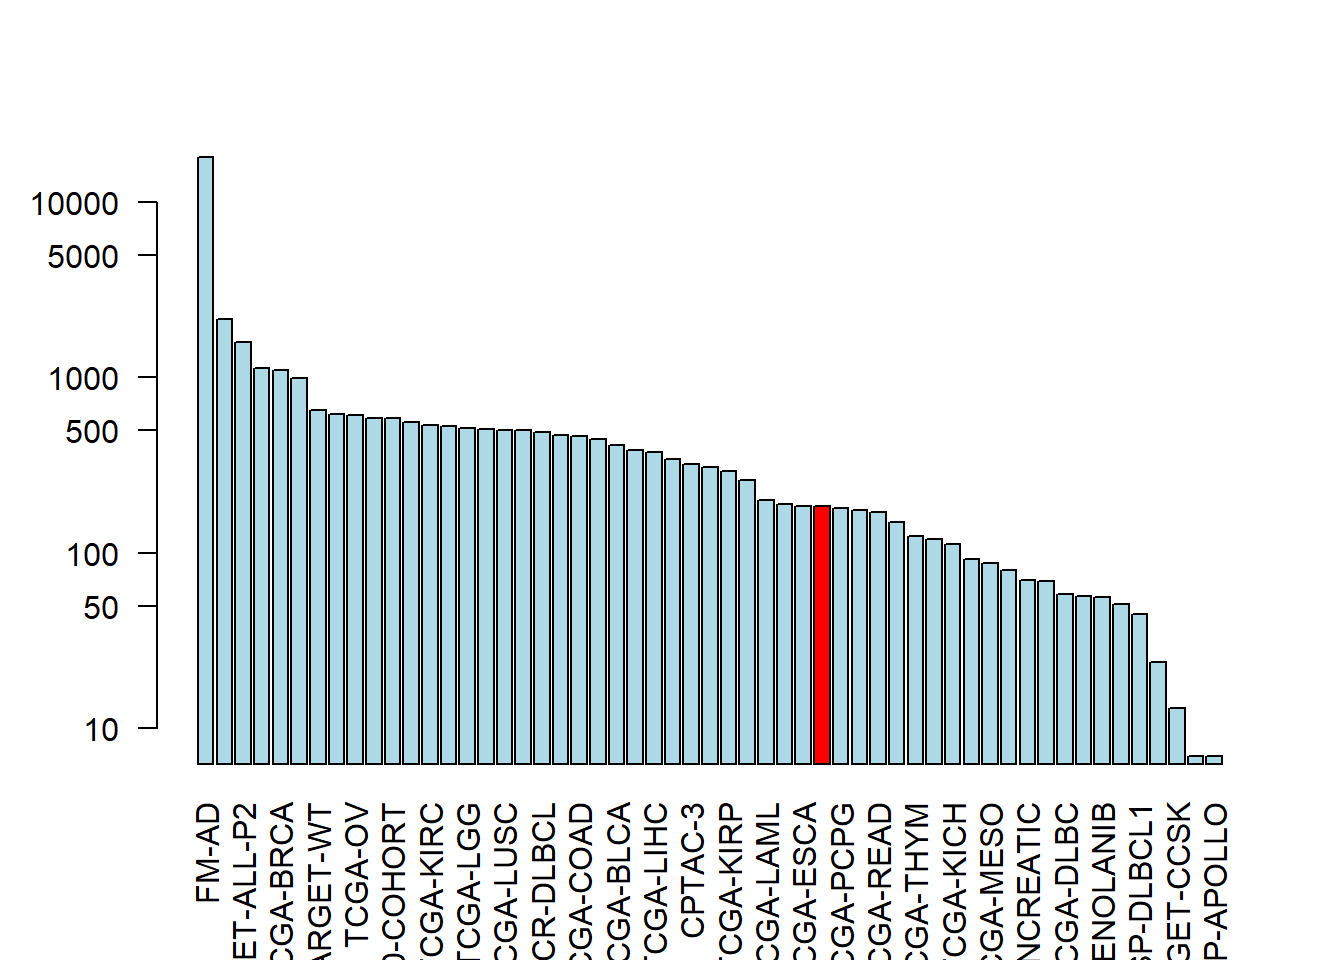 10000
5000
1000
500
100
50
10
FM-AD
ET-ALL-P2
CGA-BRCA
ARGET-WT
TCGA-OV
O-COHORT
TCGA-KIRC
TCGA-LGG
CGA-LUSC
CR-DLBCL
CGA-COAD
CGA-BLCA
TCGA-LIHC
CPTAC-3
TCGA-KIRP
CGA-LAML
CGA-ESCA
CGA-PCPG
CGA-READ
CGA-THYM
TCGA-KICH
CGA-MESO
NCREATIC
CGA-DLBC
ENOLANIB
SP-DLBCL1
GET-CCSK
P-APOLLO